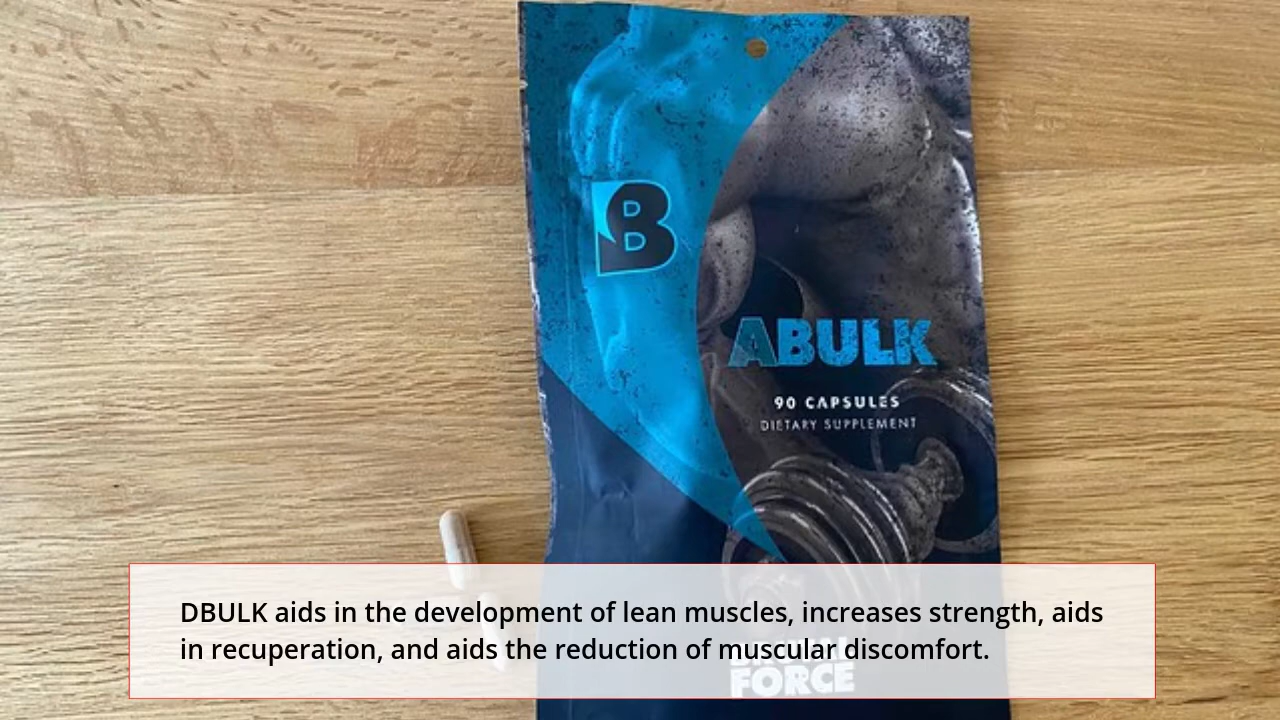 B
ABULK
90 CAPSULES
DIETARY SUPPLEMENT
DBULK aids in the development of lean muscles, increases strength, aids
in recuperation, and aids the reduction of muscular discomfort.
FORCE